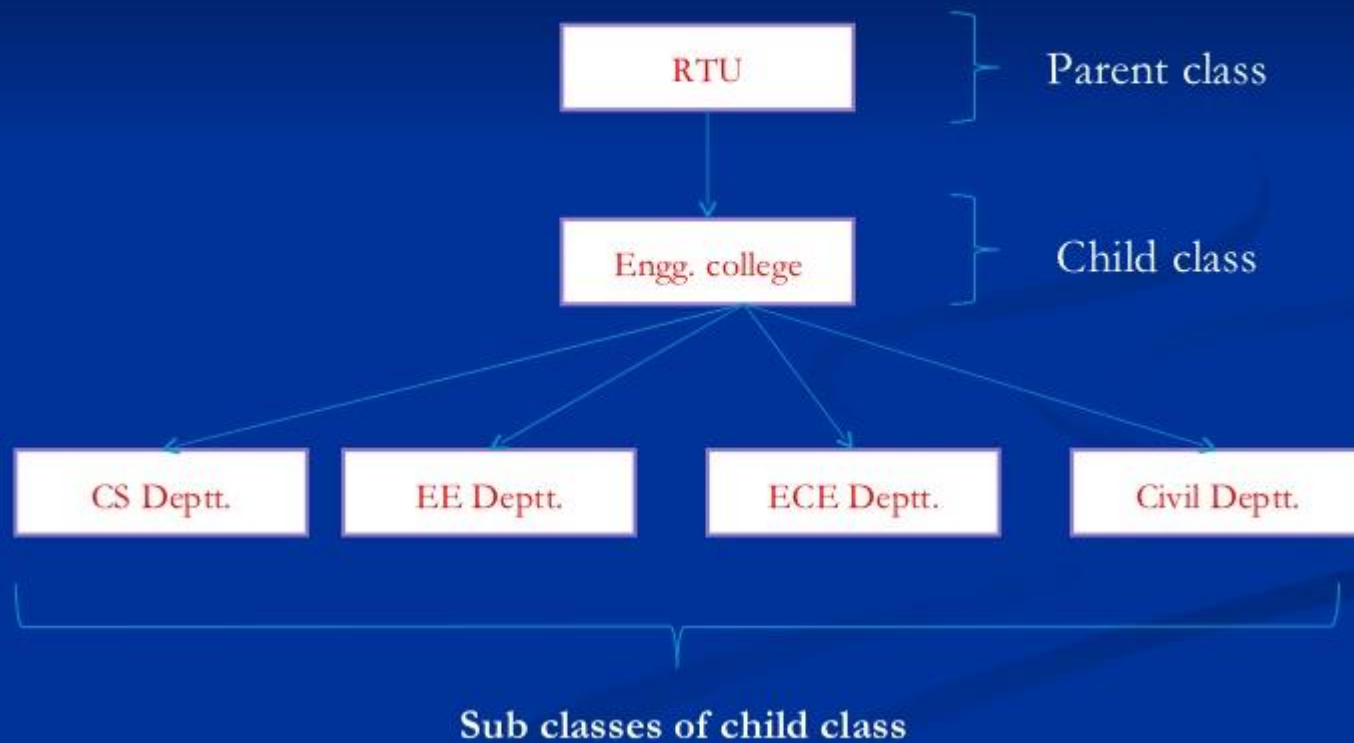 RTU
Parent class
Engg. college
Child class
CS Deptt.
EE Deptt.
ECE Deptt.
Civil Deptt.
Sub classes of child class